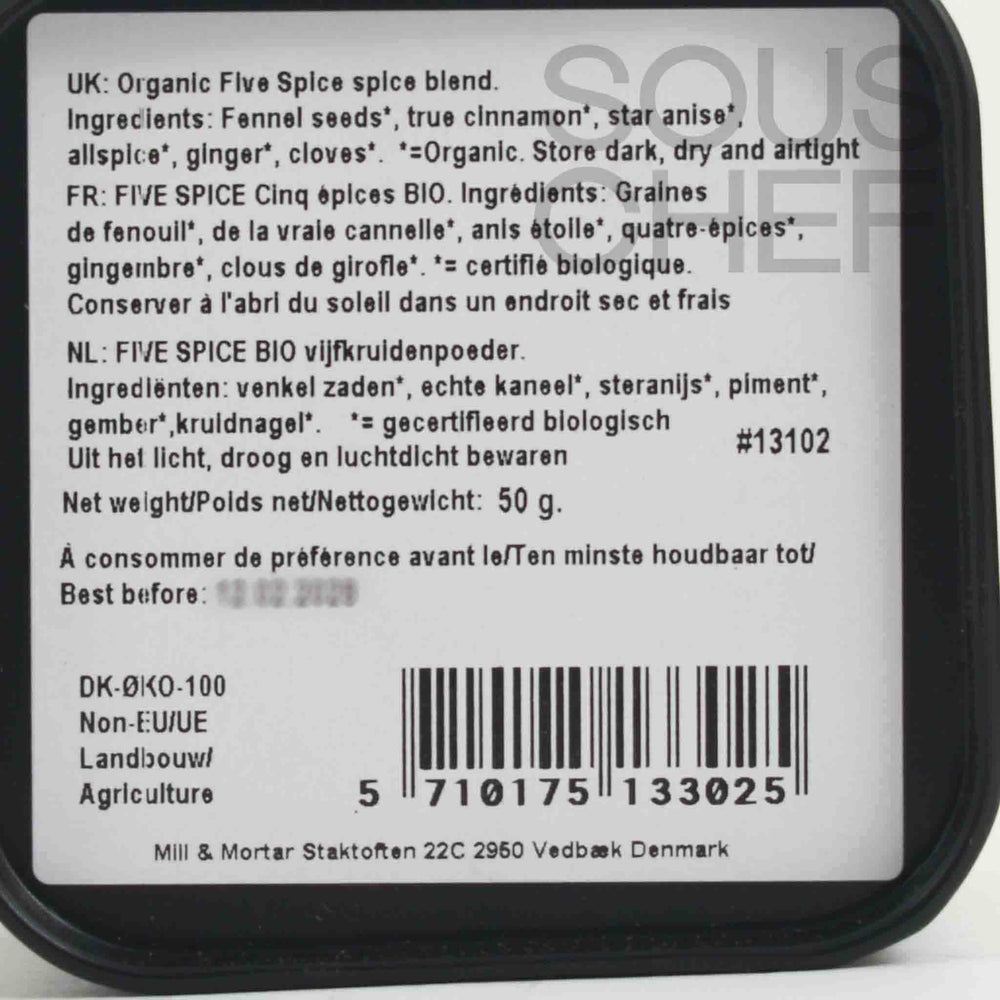 SOUS
CHEF
UK: Organic Five Spice spice blend.
Ingredients: Fennel seeds*, true cinnamon*, star anise*,
allspice*, ginger*, cloves*. *=Organic. Store dark, dry and airtight
FR: FIVE SPICE Cinq épices BIO. Ingrédients: Graines
de fenouil*, de la vraie cannelle*, anis étoile*, quatre-épices*,
gingembre*, clous de girofle*. *= certifié biologique.
Conserver à l'abri du soleil dans un endroit sec et frais
NL: FIVE SPICE BIO vijfkruidenpoeder.
Ingrediënten: venkel zaden*, echte kaneel*, steranijs*, piment*,
gember*,kruidnagel*. *= gecertifieerd biologisch
Uit het licht, droog en luchtdicht bewaren
#13102
Net weight/Poids net/Nettogewicht: 50 g.
À consommer de préférence avant le/Ten minste houdbaar tot/
Best before:
DK-ØKO-100
Non-EU/UE
Landbouw/
Agriculture
5 710175 133025
Mill & Mortar Staktoften 22C 2950 Vedbæk Denmark